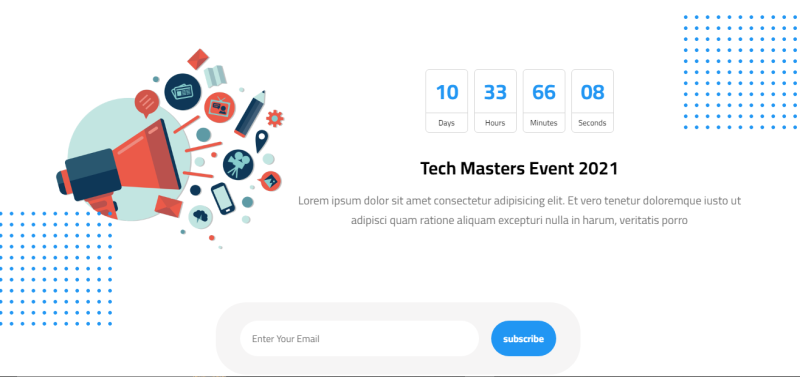 10 33 66 08
Days Hours Minutes Seconds
Tech Masters Event 2021
Lorem ipsum dolor sit amet consectetur adipisicing elit. Et vero tenetur doloremque iusto ut
adipisci quam ratione aliquam excepturi nulla in harum, veritatis porro
Enter Your Email
subscribe